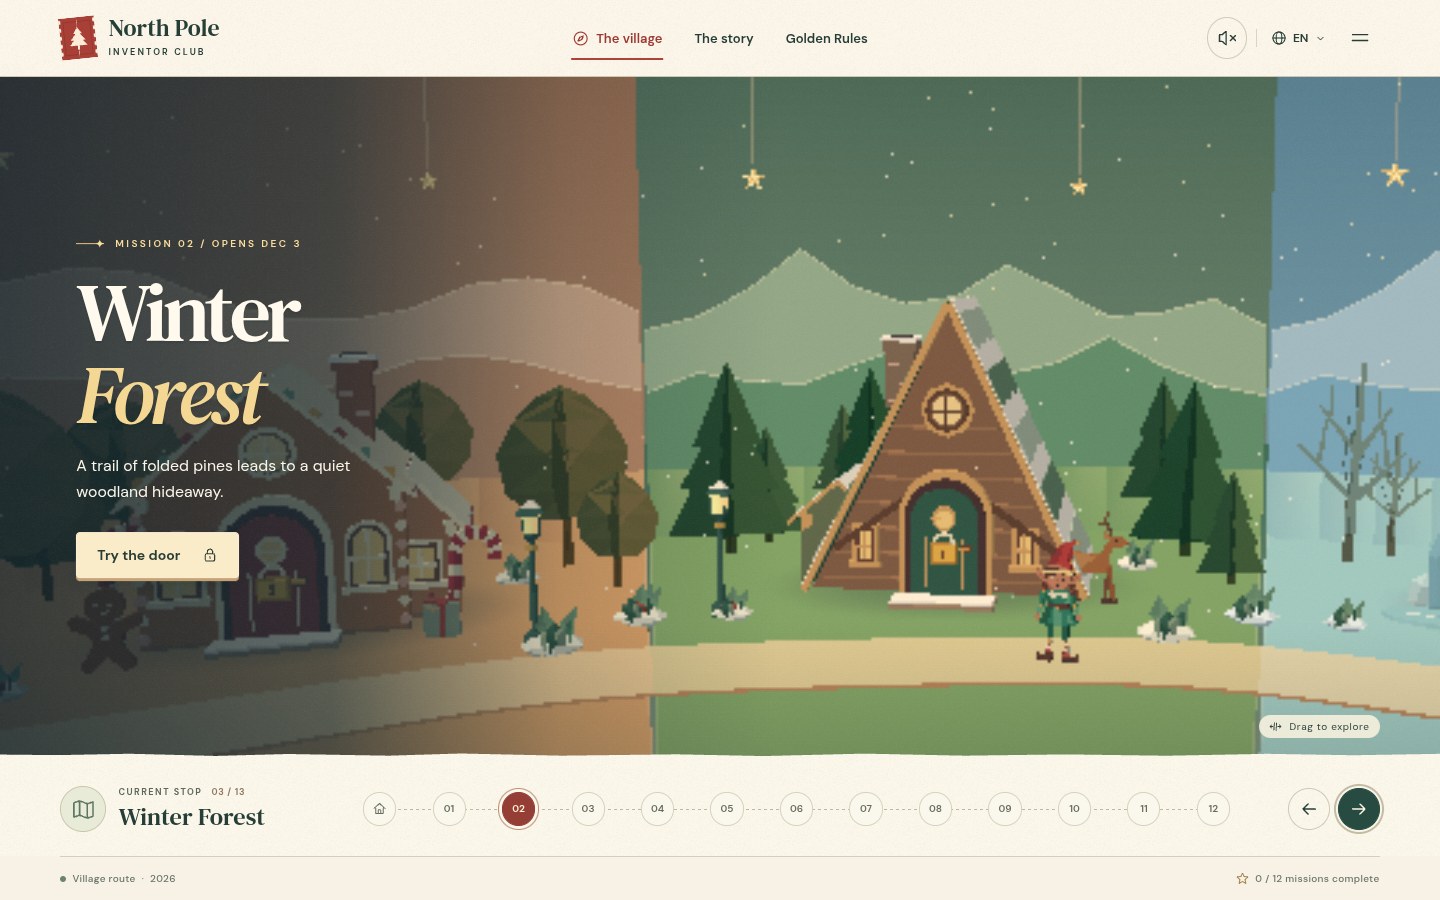 North Pole
INVENTOR CLUB
The village
The story
Golden Rules
EN
MISSION 02 / OPENS DEC 3
Winter
Forest
A trail of folded pines leads to a quiet
woodland hideaway.
Try the door
Drag to explore
CURRENT STOP 03 / 13
Winter Forest
01
02
03
04
05
06
07
08
09
10
11
12
Village route · 2026
0 / 12 missions complete